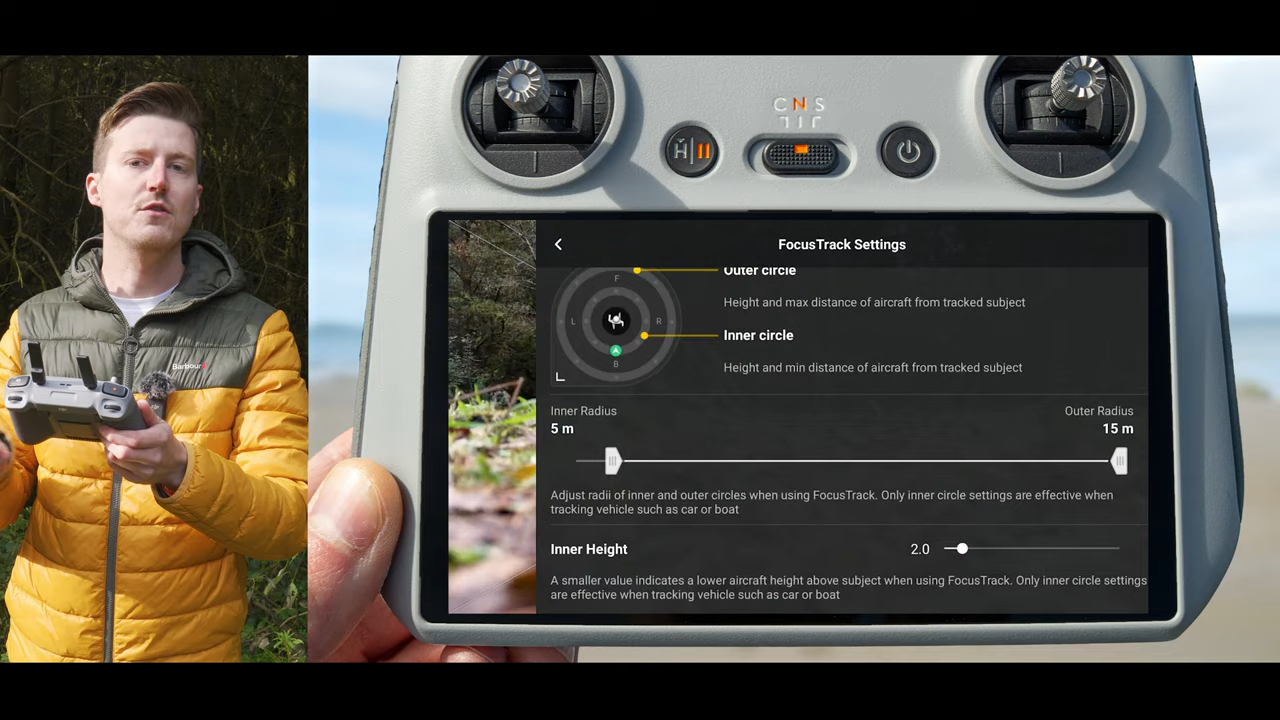 C N S
H
Barbour
FocusTrack Settings
F
L
R
B
Outer circle
Height and max distance of aircraft from tracked subject
Inner circle
Height and min distance of aircraft from tracked subject
Inner Radius
Outer Radius
5 m
15 m
Adjust radii of inner and outer circles when using FocusTrack. Only inner circle settings are effective when
tracking vehicle such as car or boat
Inner Height
2.0
A smaller value indicates a lower aircraft height above subject when using FocusTrack. Only inner circle settings
are effective when tracking vehicle such as car or boat